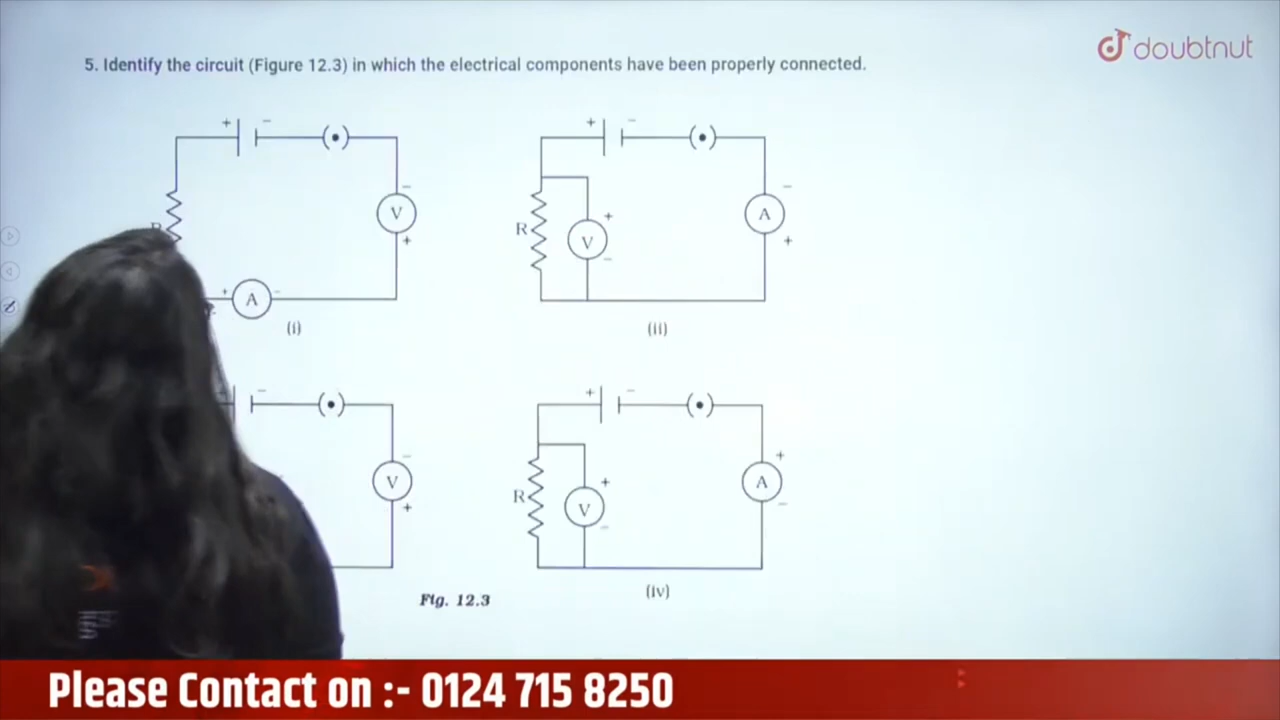 doubtnut
5. Identify the circuit (Figure 12.3) in which the electrical components have been properly connected.
+ −
V
−
+
+ A −
(i)
+ −
R
V
+
−
A
−
+
(ii)
+ −
V
−
+
+ −
R
V
+
−
A
+
−
(iv)
Fig. 12.3
Please Contact on :- 0124 715 8250